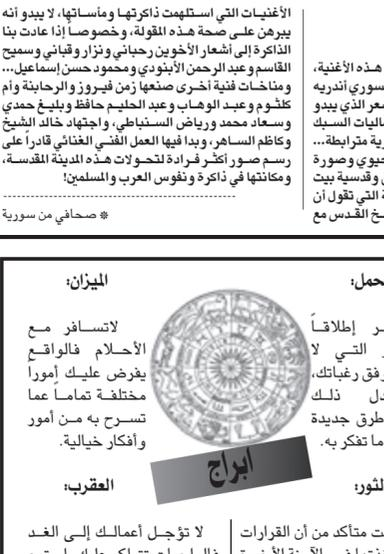 هذه الأغنية،
سوري أندريه
عر الذي يبدو
ماليات السبك
رية مترابطة...
حيوي وصورة
ي وقدسية بيت
ة التي تقول أن
خ القدس مع
الأغنيات التي استلهمت ذاكرتها ومأساتها، لا يبدو أنه
يبرهن على صحة هذه المقولة، وخصوصاً إذا عادت بنا
الذاكرة إلى أشعار الأخوين رحباني ونزار وقباني وسميح
القاسم وعبد الرحمن الأبنودي ومحمود حسن إسماعيل...
ومناخات فنية أخرى صنعها زمن فيروز والرحابنة وأم
كلثوم وعبد الوهاب وعبد الحليم حافظ وبليغ حمدي
وسعاد محمد ورياض السنباطي، واجتهاد خالد الشيخ
وكاظم الساهر، وبدا فيها العمل الفني الغنائي قادراً على
رسم صور أكثر فرادة لتحولات هذه المدينة المقدسة،
ومكانتها في ذاكرة ونفوس العرب والمسلمين!
* صحافي من سورية
حمل:
ر إطلاقاً
التي لا
رفق رغباتك،
دل ذلك
طرق جديدة
ما تفكر به.
ابراج
الميزان:
لاتسافر مع
الأحلام فالواقع
يفرض عليك أموراً
مختلفة تماماً عما
تسرح به من أمور
وأفكار خيالية.
لثور:
ت متأكد من أن القرارات
العقرب:
لا تؤجل أعمالك إلى الغد